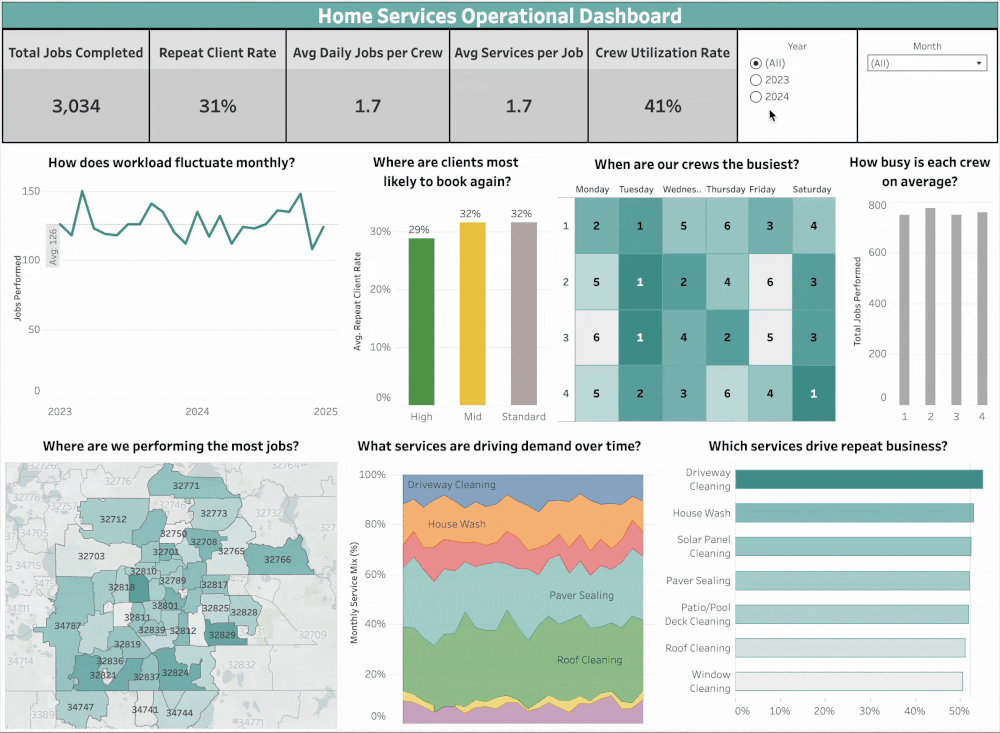 Home Services Operational Dashboard
Total Jobs Completed
3,034
Repeat Client Rate
31%
Avg Daily Jobs per Crew
1.7
Avg Services per Job
1.7
Crew Utilization Rate
41%
Year
(All)
2023
2024
Month
(All)
How does workload fluctuate monthly?
Jobs Performed
150
100
50
0
Avg: 126
2023
2024
2025
Where are clients most
likely to book again?
Avg. Repeat Client Rate
30%
20%
10%
0%
29%
32%
32%
High
Mid
Standard
When are our crews the busiest?
Monday Tuesday Wednes.. Thursday Friday Saturday
1 2 1 5 6 3 4
2 5 1 2 4 6 3
3 6 1 4 2 5 3
4 5 2 3 6 4 1
How busy is each crew
on average?
Total Jobs Performed
800
600
400
200
0
1 2 3 4
Where are we performing the most jobs?
32764
32776
32771
32757
32712
32773
32732
34705
32750
32708
32703
32701
32765
32766
34715
32810
32789
32818
32817
34711
32801
32825
32828
34787
32811
32839
32812
32829
32709
32819
34714
32836
32832
32821
32837
32824
34747
34741
34744
34771
What services are driving demand over time?
Monthly Service Mix (%)
100%
80%
60%
40%
20%
0%
Driveway Cleaning
House Wash
Paver Sealing
Roof Cleaning
Which services drive repeat business?
Driveway
Cleaning
House Wash
Solar Panel
Cleaning
Paver Sealing
Patio/Pool
Deck Cleaning
Roof Cleaning
Window
Cleaning
0% 10% 20% 30% 40% 50%